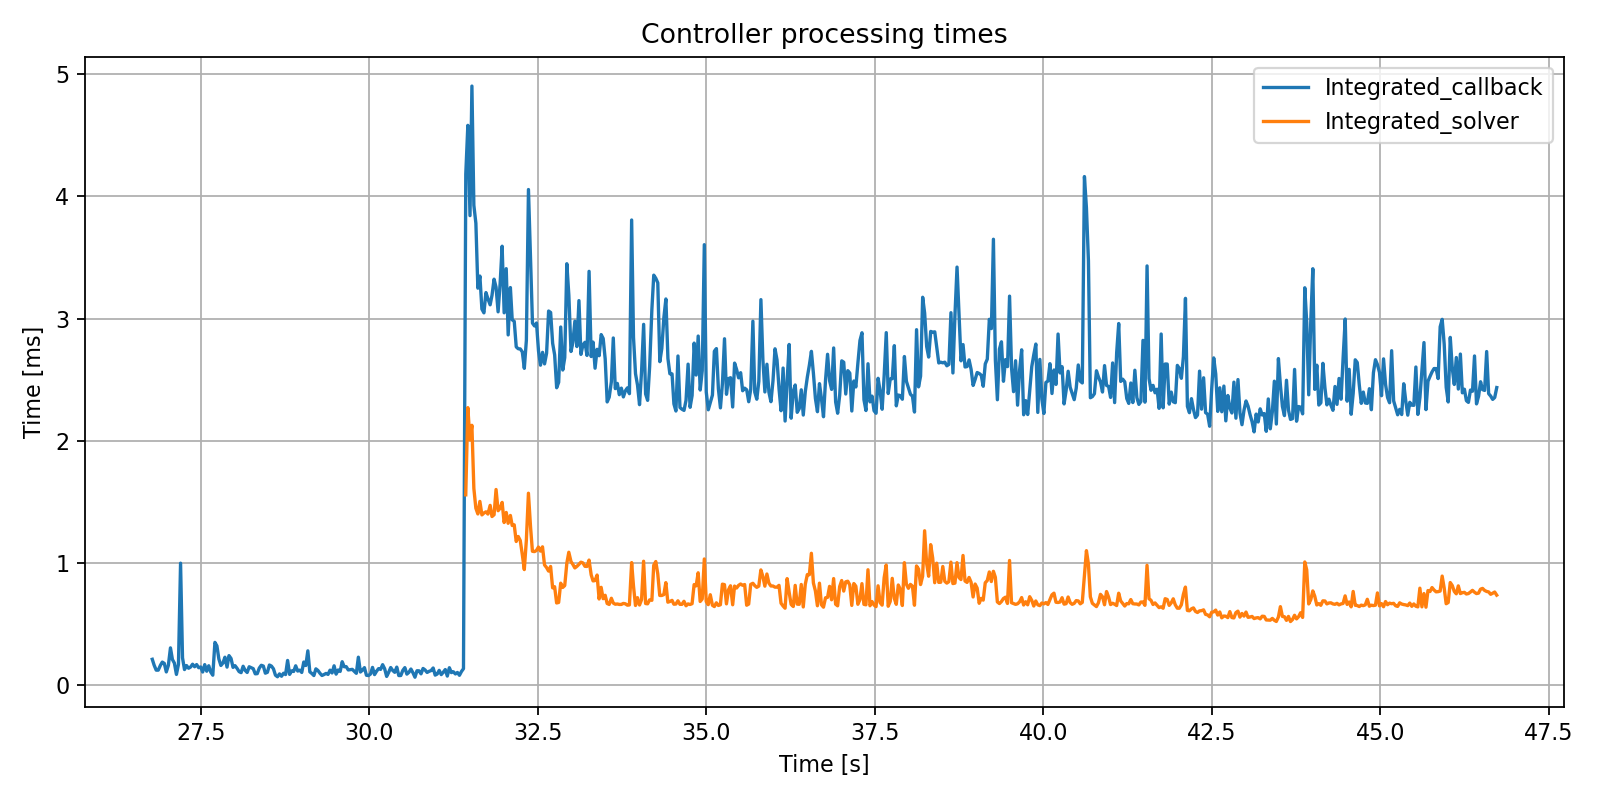 Controller processing times
Integrated_callback
Integrated_solver
Time [ms]
5
4
3
2
1
0
27.5 30.0 32.5 35.0 37.5 40.0 42.5 45.0 47.5
Time [s]